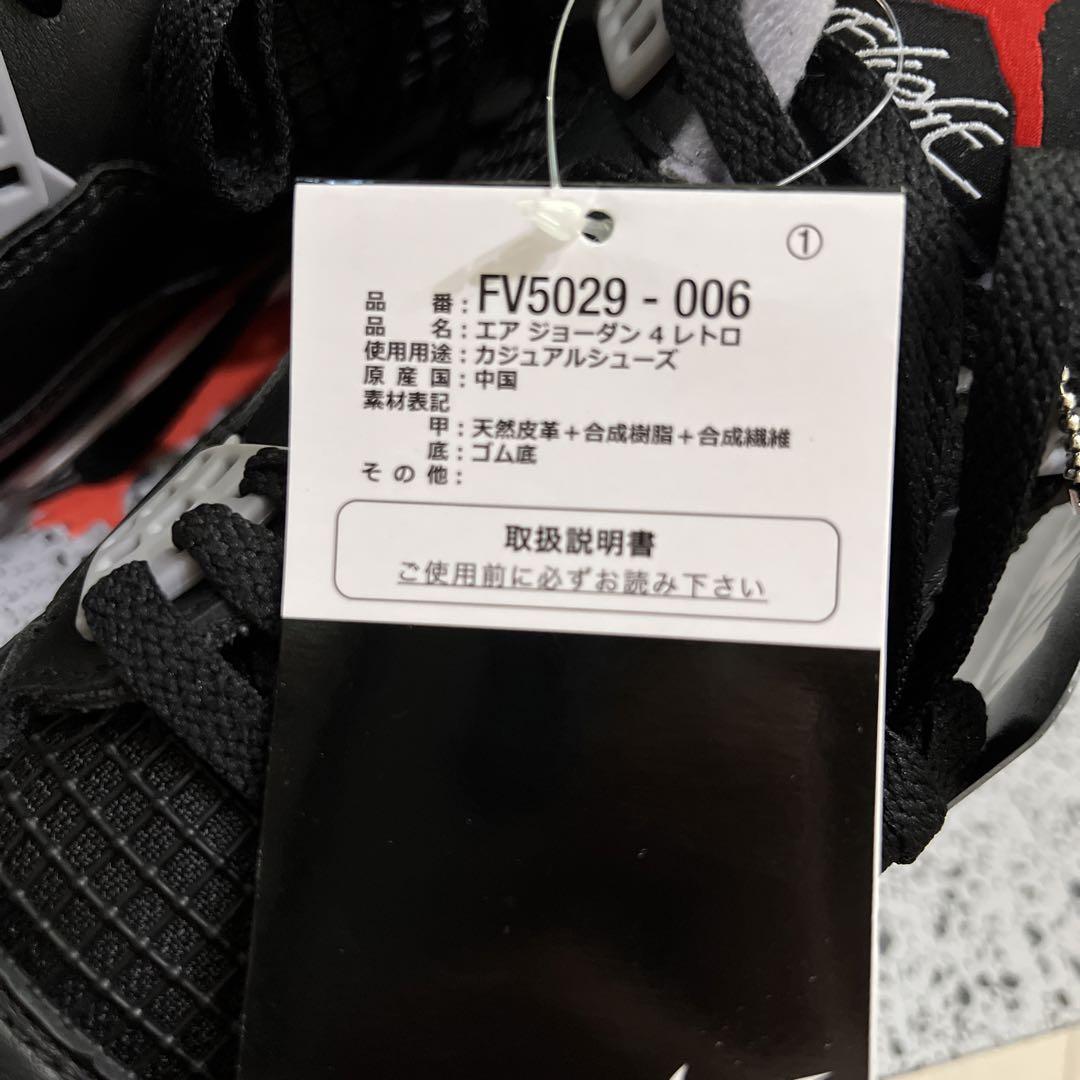 Flight
①
品番：FV5029-006
品名：エア ジョーダン 4 レトロ
使用用途：カジュアルシューズ
原産国：中国
素材表記
甲：天然皮革＋合成樹脂＋合成繊維
底：ゴム底
その他：
取扱説明書
ご使用前に必ずお読み下さい